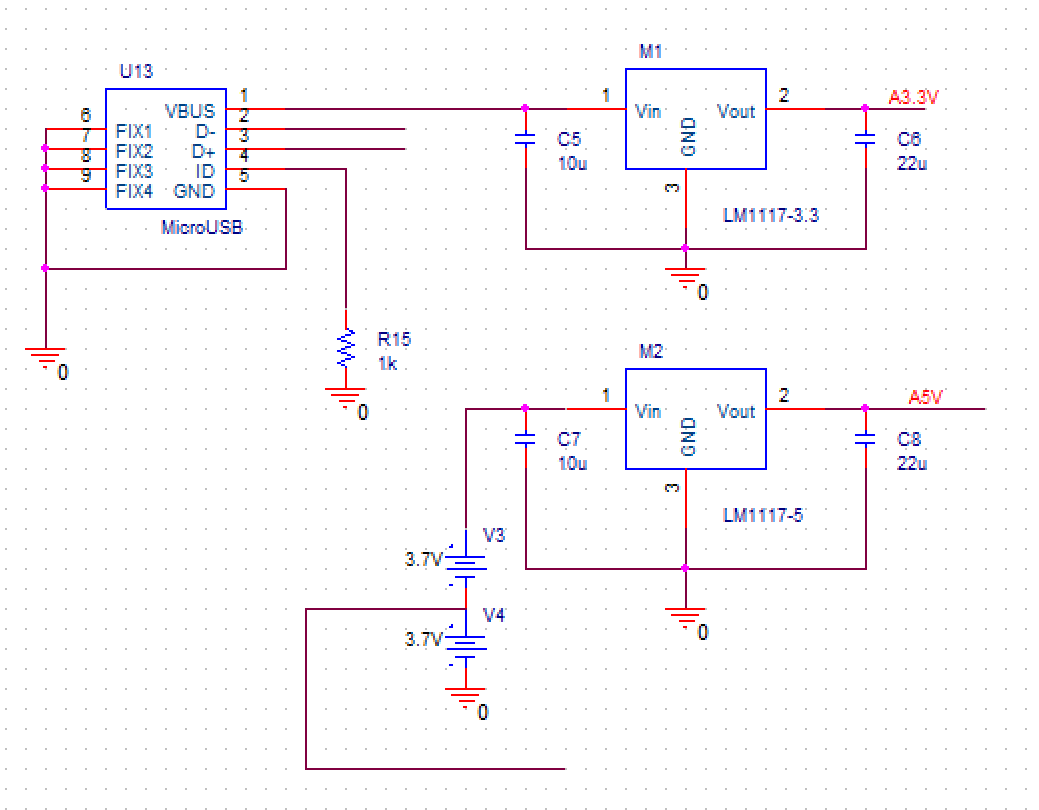 U13
1
2
3
4
5
6
7
8
9
VBUS
D-
D+
ID
GND
FIX1
FIX2
FIX3
FIX4
MicroUSB
0
R15
1k
0
C5
10u
M1
1
Vin
Vout
2
GND
3
LM1117-3.3
A3.3V
C6
22u
0
M2
1
Vin
Vout
2
GND
3
LM1117-5
A5V
C7
10u
C8
22u
0
V3
3.7V
V4
3.7V
0